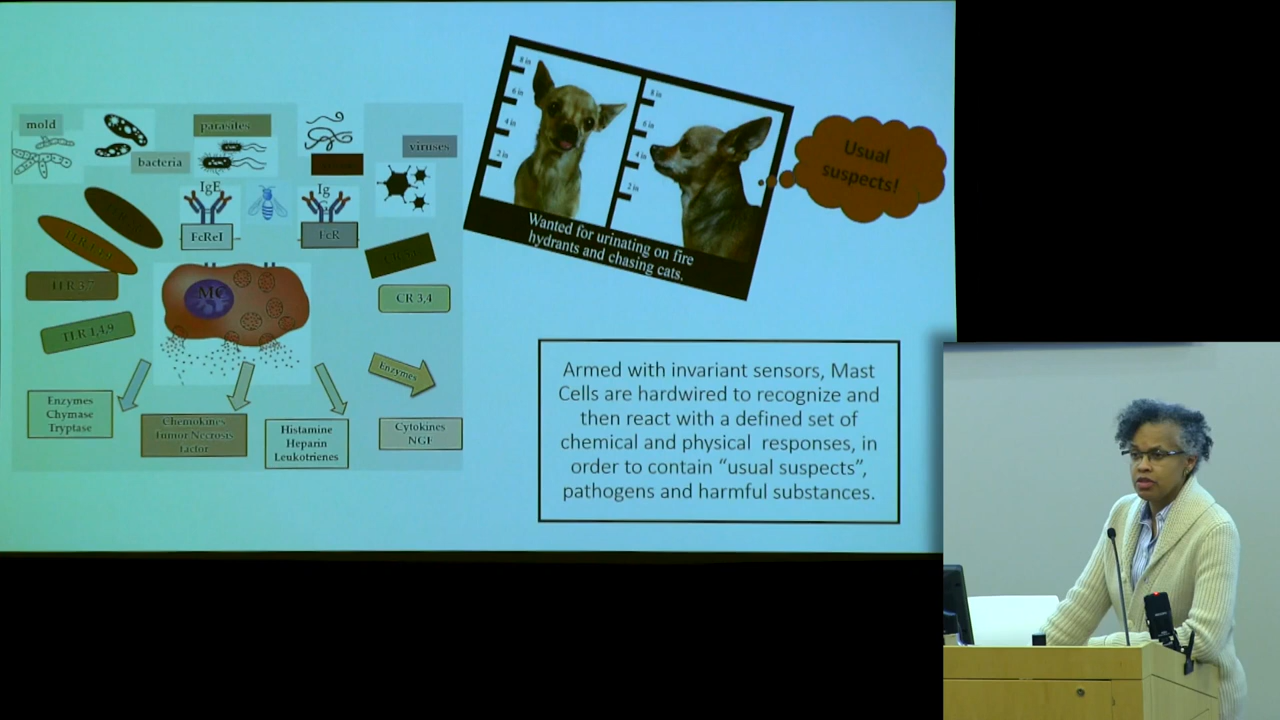 mold
bacteria
parasites
viruses
IgE
Ig
FcReI
FcR
MC
TLR 3,7
TLR 1,4,9
CR 3,4
Enzymes
Enzymes
Chymase
Tryptase
Chemokines
Tumor Necrosis
factor
Histamine
Heparin
Leukotrienes
Cytokines
NGF
8 in
6 in
4 in
2 in
8 in
6 in
4 in
2 in
Wanted for urinating on fire
hydrants and chasing cats.
Usual
suspects!
Armed with invariant sensors, Mast
Cells are hardwired to recognize and
then react with a defined set of
chemical and physical responses, in
order to contain “usual suspects”,
pathogens and harmful substances.